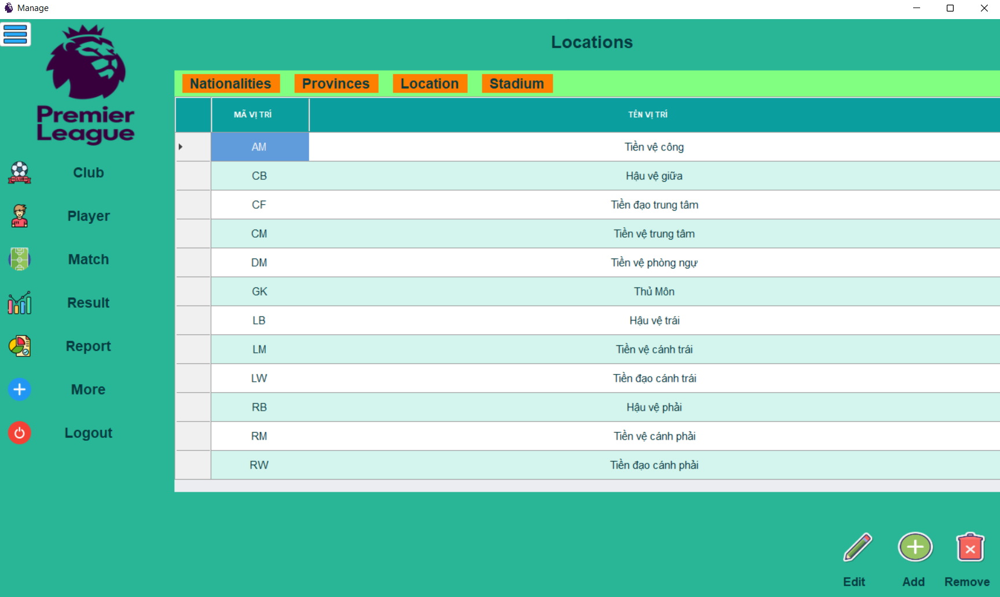 Manage
Locations
Premier
League
Nationalities Provinces Location Stadium
MÃ VỊ TRÍ TÊN VỊ TRÍ
AM Tiền vệ công
CB Hậu vệ giữa
CF Tiền đạo trung tâm
CM Tiền vệ trung tâm
DM Tiền vệ phòng ngự
GK Thủ Môn
LB Hậu vệ trái
LM Tiền vệ cánh trái
LW Tiền đạo cánh trái
RB Hậu vệ phải
RM Tiền vệ cánh phải
RW Tiền đạo cánh phải
CLUB
Club
Player
Match
Result
Report
More
Logout
Edit Add Remove